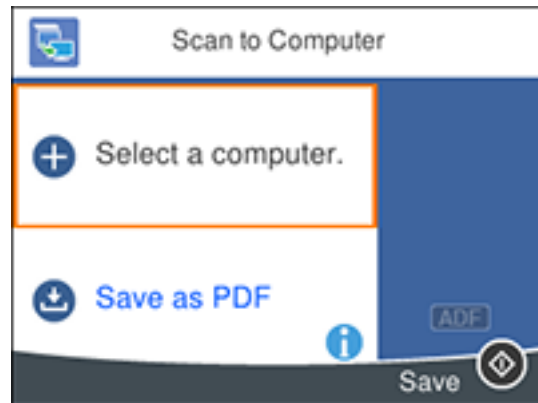 Scan to Computer
Select a computer.
Save as PDF
ADF
Save